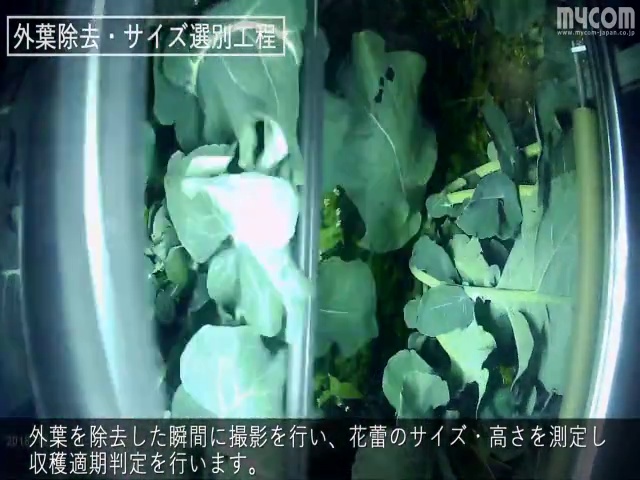 外葉除去・サイズ選別工程
mycom
www.mycom-japan.co.jp
外葉を除去した瞬間に撮影を行い、花蕾のサイズ・高さを測定し
収穫適期判定を行います。